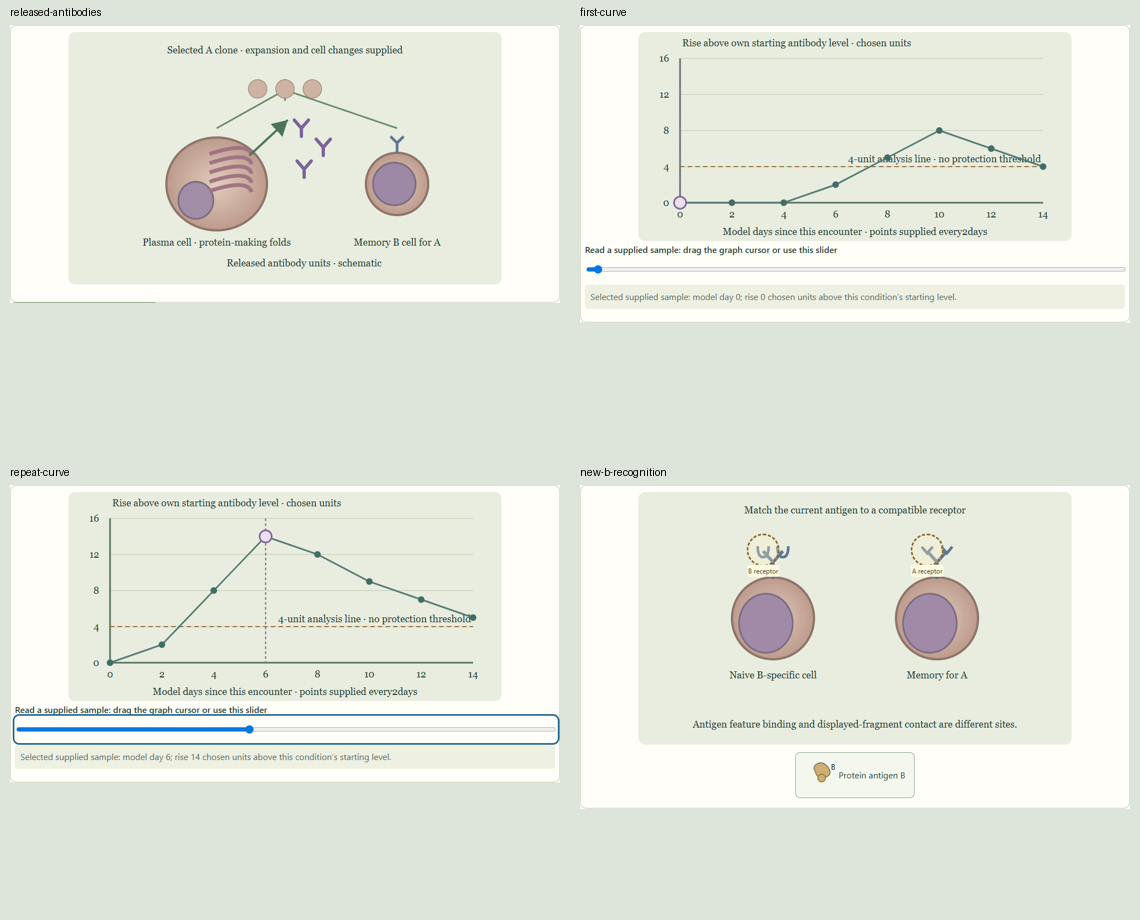 released-antibodies
Selected A clone · expansion and cell changes supplied
Plasma cell · protein-making folds
Memory B cell for A
Released antibody units · schematic
first-curve
Rise above own starting antibody level · chosen units
16
12
8
4-unit analysis line · no protection threshold
4
0
0 2 4 6 8 10 12 14
Model days since this encounter · points supplied every2days
Read a supplied sample: drag the graph cursor or use this slider
Selected supplied sample: model day 0; rise 0 chosen units above this condition's starting level.
repeat-curve
Rise above own starting antibody level · chosen units
16
12
8
4-unit analysis line · no protection threshold
4
0
0 2 4 6 8 10 12 14
Model days since this encounter · points supplied every2days
Read a supplied sample: drag the graph cursor or use this slider
Selected supplied sample: model day 6; rise 14 chosen units above this condition's starting level.
new-b-recognition
Match the current antigen to a compatible receptor
B receptor
A receptor
Naive B-specific cell
Memory for A
Antigen feature binding and displayed-fragment contact are different sites.
B
Protein antigen B